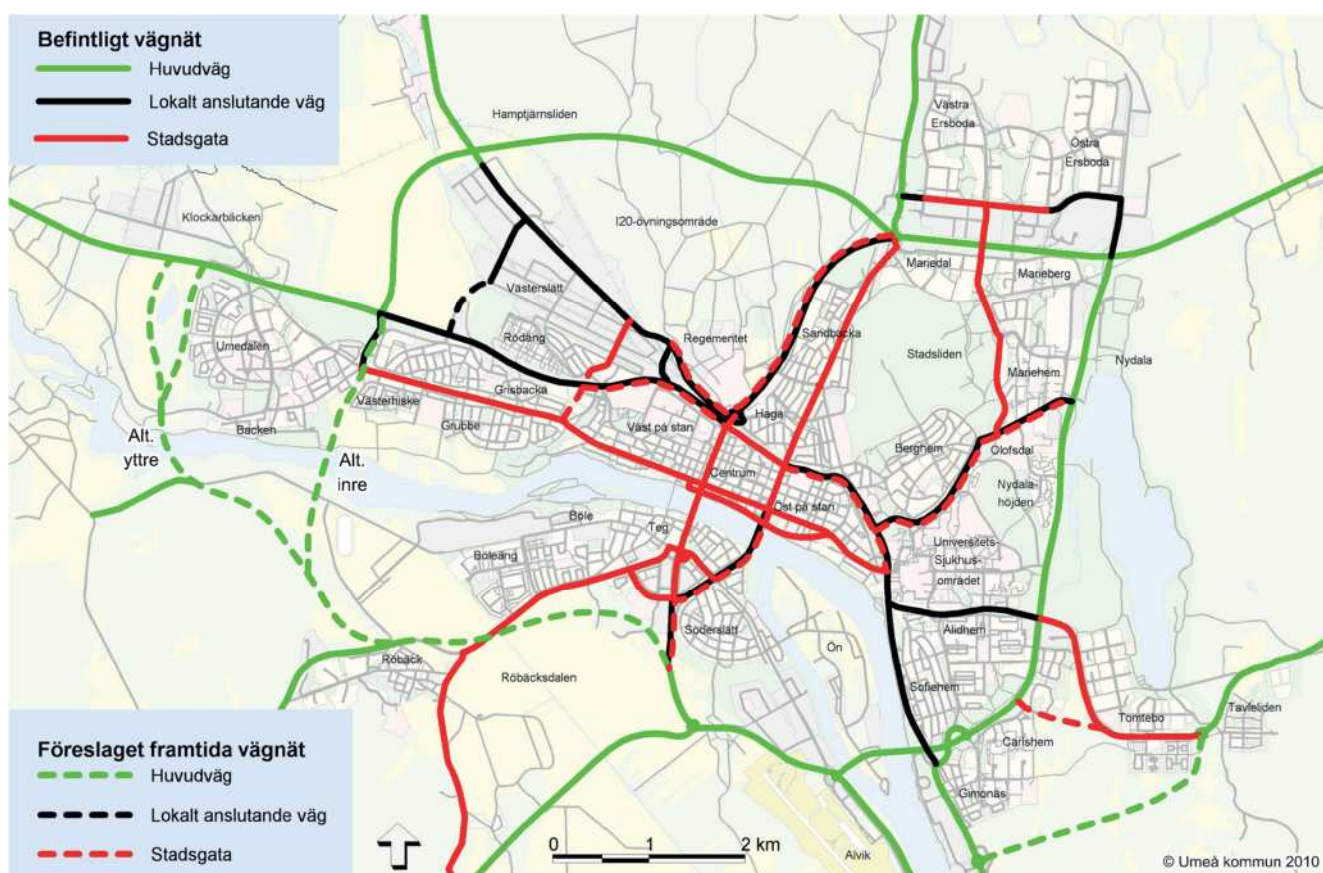 Befintligt vägnät
Huvudväg
Lokalt anslutande väg
Stadsgata
Hamptjärnsliden
Västra
Ersboda
Östra
Ersboda
Klockarbäcken
I20-övningsområde
Mariedal
Marieberg
Västerslätt
Rödäng
Regementet
Sandbacka
Stadsliden
Nydala
Umedalen
Mariehem
Grisbacka
Västerhiske
Grubbe
Haga
Väst på stan
Backen
Berghem
Olofsdal
Alt.
yttre
Alt.
inre
Centrum
Nydala-
höjden
Öst på stan
Böle
Teg
Böleäng
Universitets-
Sjukhus-
området
Söderslätt
Ålidhem
Ön
Röbäck
Röbäcksdalen
Sofiehem
Tomtebo
Tavleliden
Carlshem
Gimonäs
Föreslaget framtida vägnät
Huvudväg
Lokalt anslutande väg
Stadsgata
0 1 2 km
Alvik
© Umeå kommun 2010